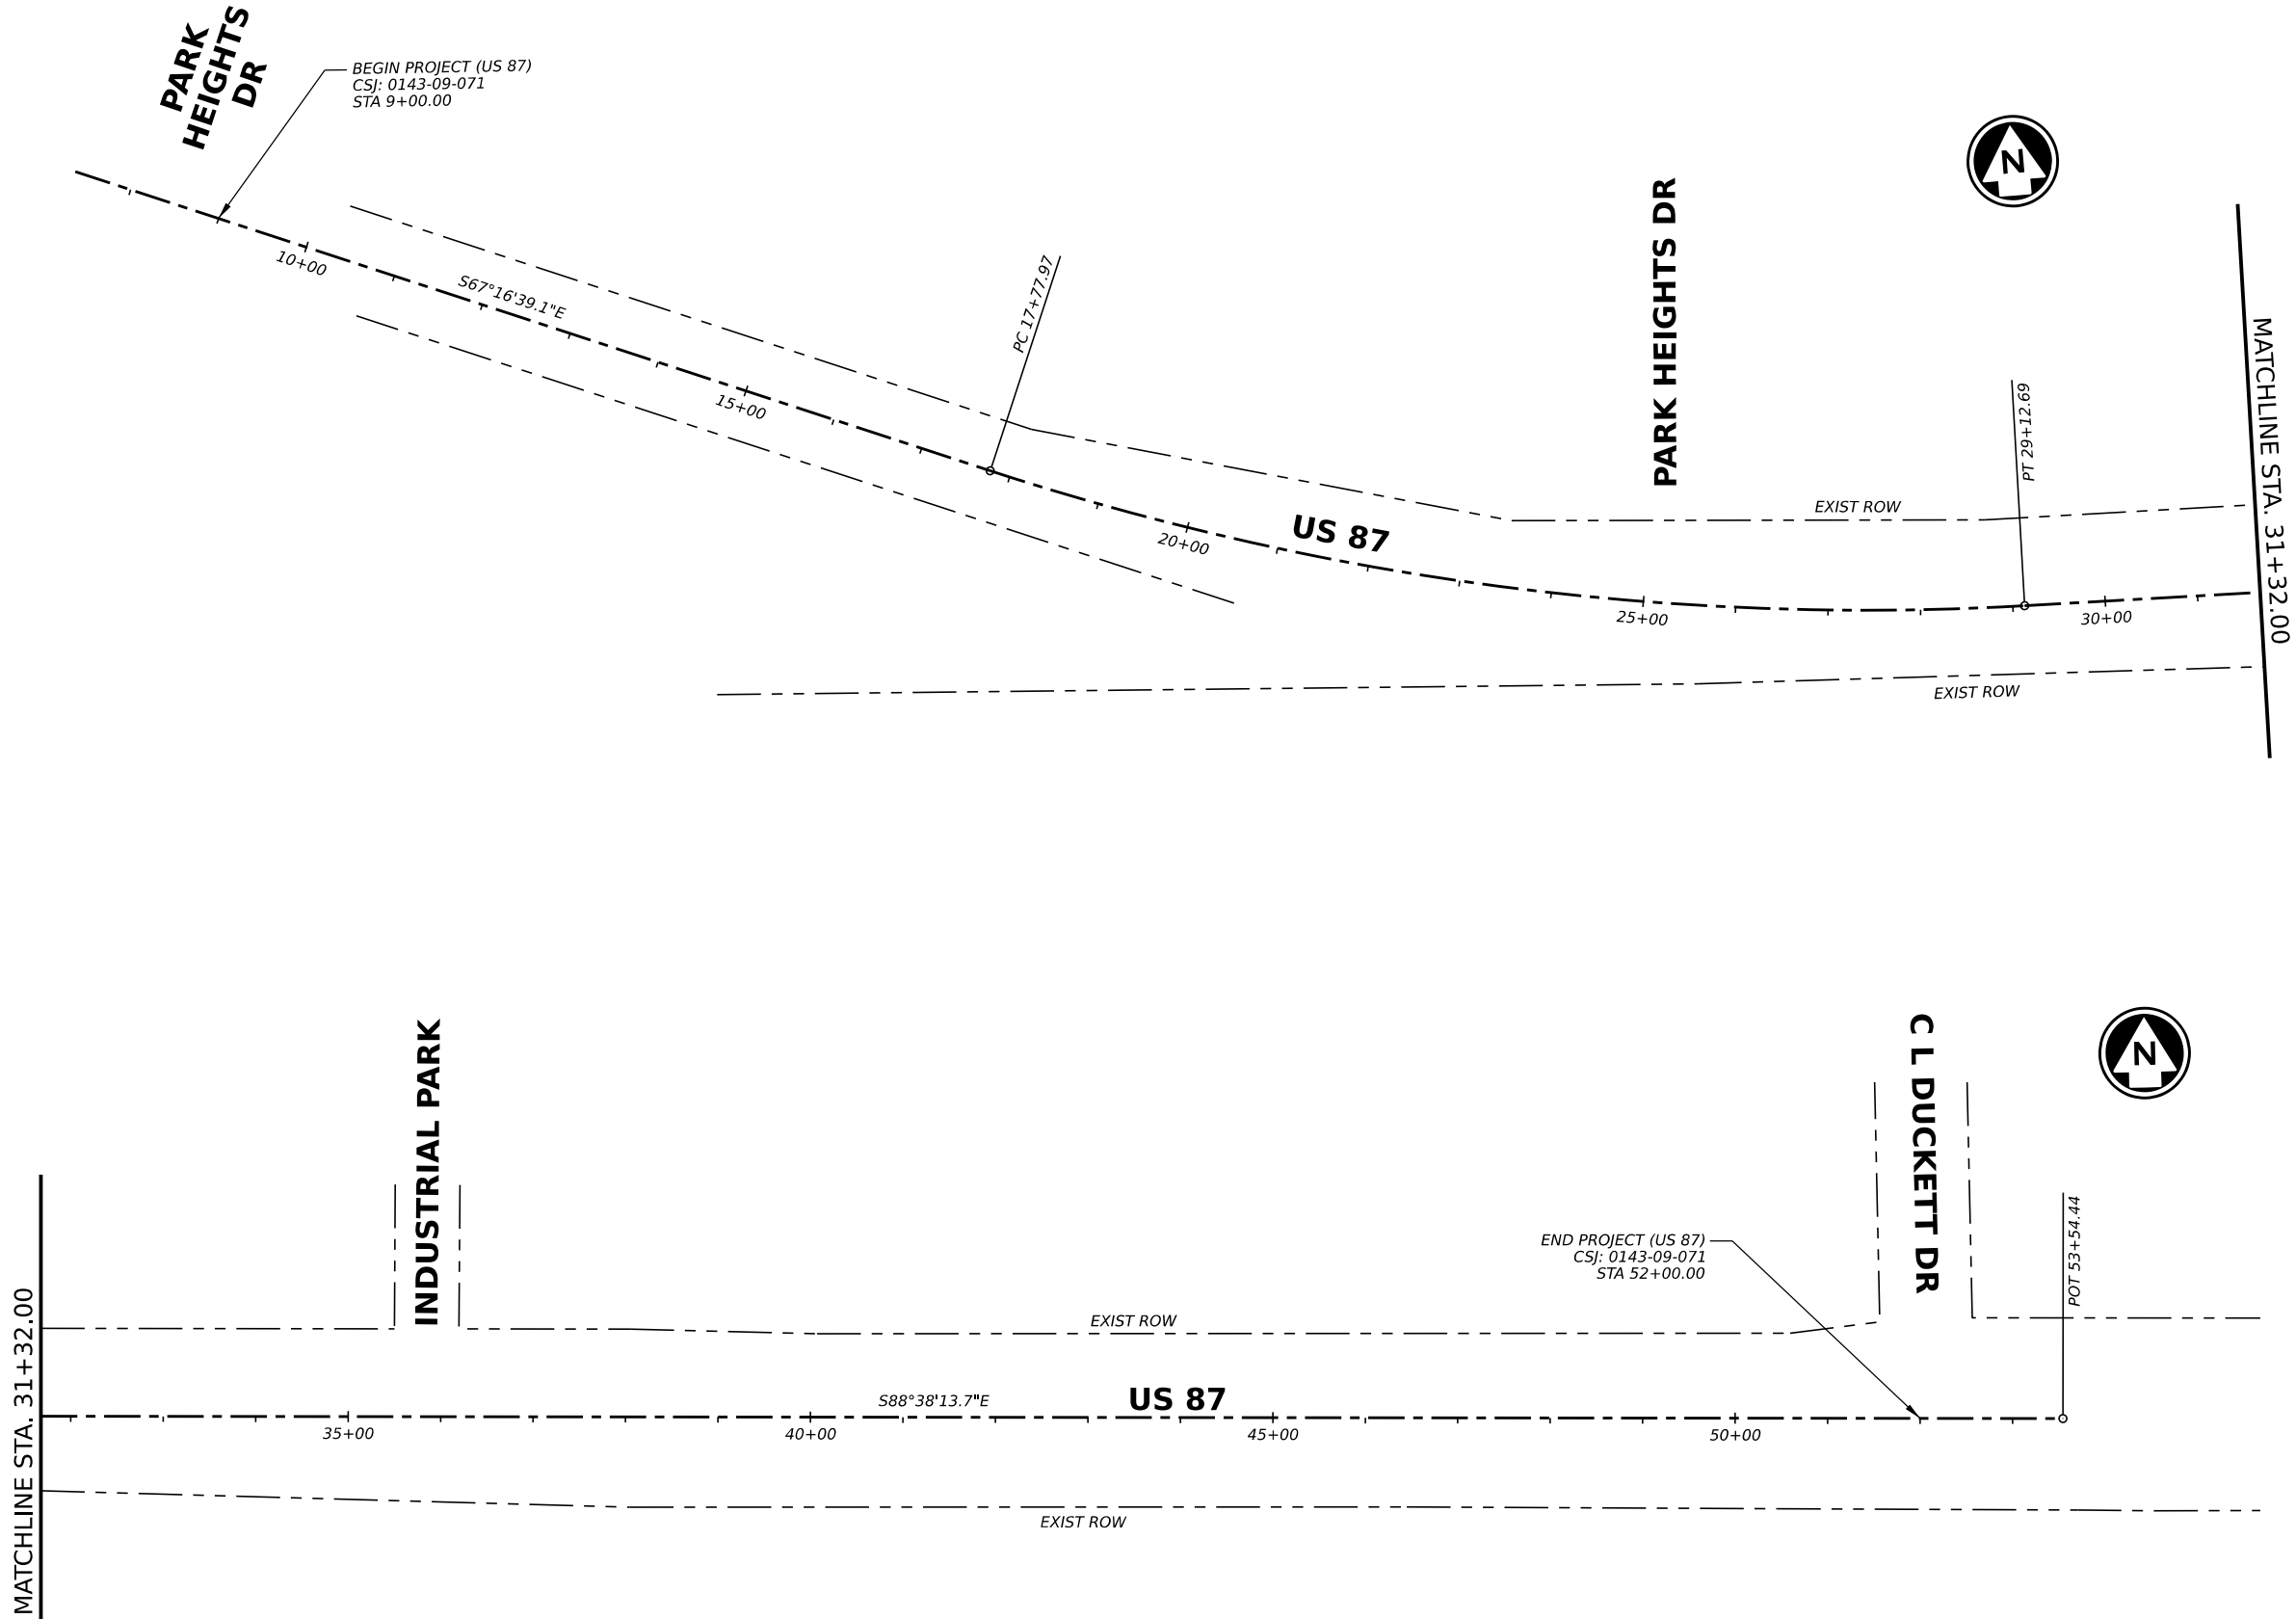 PARK
HEIGHTS
DR
BEGIN PROJECT (US 87)
CSJ: 0143-09-071
STA 9+00.00
N
10+00
S67°16'39.1"E
PC 17+77.97
PARK HEIGHTS DR
15+00
PT 29+12.69
MATCHLINE STA. 31+32.00
EXIST ROW
US 87
20+00
25+00
30+00
EXIST ROW
INDUSTRIAL PARK
C L DUCKETT DR
N
END PROJECT (US 87)
CSJ: 0143-09-071
STA 52+00.00
POT 53+54.44
MATCHLINE STA. 31+32.00
EXIST ROW
S88°38'13.7"E
US 87
35+00
40+00
45+00
50+00
EXIST ROW